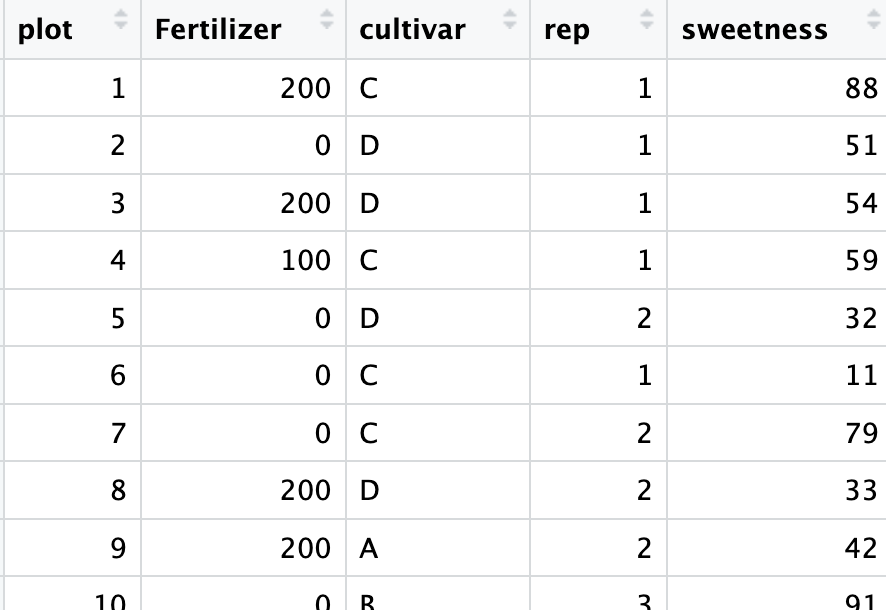 plot Fertilizer cultivar rep sweetness
1 200 C 1 88
2 0 D 1 51
3 200 D 1 54
4 100 C 1 59
5 0 D 2 32
6 0 C 1 11
7 0 C 2 79
8 200 D 2 33
9 200 A 2 42
10 0 B 3 91